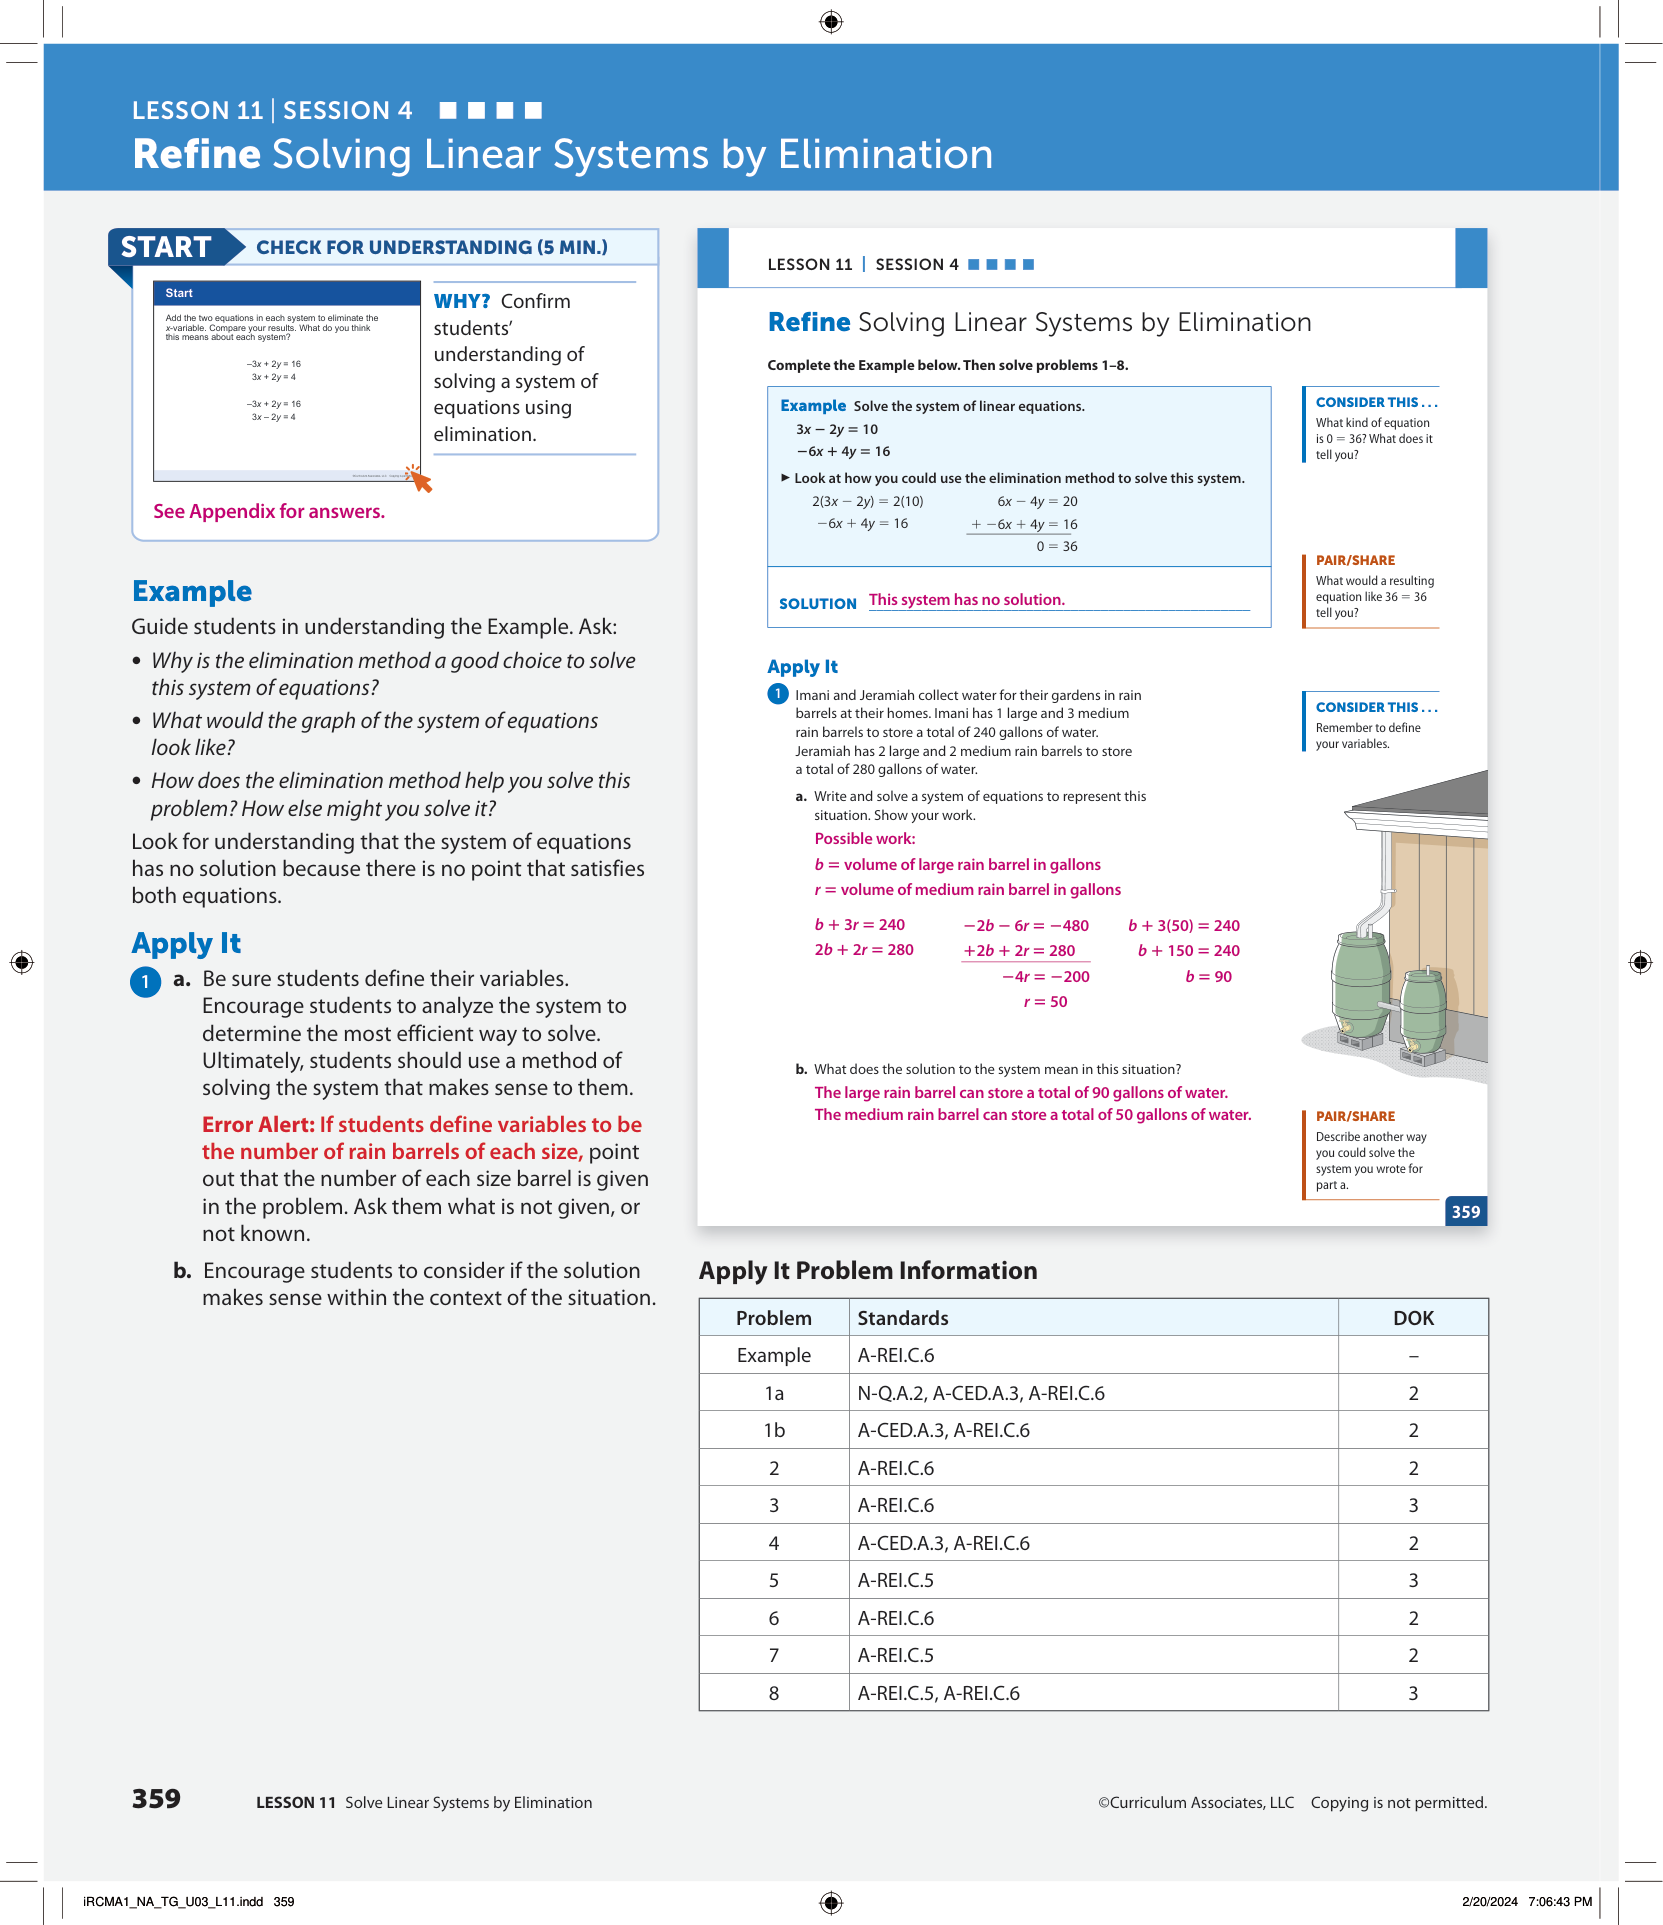 LESSON 11 | SESSION 4
Refine Solving Linear Systems by Elimination
START
CHECK FOR UNDERSTANDING (5 MIN.)
Start
Add the two equations in each system to eliminate the
x-variable. Compare your results. What do you think
this means about each system?
–3x + 2y = 16
3x + 2y = 4
–3x + 2y = 16
3x – 2y = 4
WHY? Confirm
students’
understanding of
solving a system of
equations using
elimination.
See Appendix for answers.
Example
Guide students in understanding the Example. Ask:
• Why is the elimination method a good choice to solve
this system of equations?
• What would the graph of the system of equations
look like?
• How does the elimination method help you solve this
problem? How else might you solve it?
Look for understanding that the system of equations
has no solution because there is no point that satisfies
both equations.
Apply It
1 a. Be sure students define their variables.
Encourage students to analyze the system to
determine the most efficient way to solve.
Ultimately, students should use a method of
solving the system that makes sense to them.
Error Alert: If students define variables to be
the number of rain barrels of each size, point
out that the number of each size barrel is given
in the problem. Ask them what is not given, or
not known.
b. Encourage students to consider if the solution
makes sense within the context of the situation.
LESSON 11 | SESSION 4
Refine Solving Linear Systems by Elimination
Complete the Example below. Then solve problems 1–8.
Example Solve the system of linear equations.
3x − 2y = 10
−6x + 4y = 16
▶ Look at how you could use the elimination method to solve this system.
2(3x − 2y) = 2(10) 6x − 4y = 20
−6x + 4y = 16 + −6x + 4y = 16
0 = 36
SOLUTION This system has no solution.
CONSIDER THIS . . .
What kind of equation
is 0 = 36? What does it
tell you?
PAIR/SHARE
What would a resulting
equation like 36 = 36
tell you?
Apply It
1 Imani and Jeramiah collect water for their gardens in rain
barrels at their homes. Imani has 1 large and 3 medium
rain barrels to store a total of 240 gallons of water.
Jeramiah has 2 large and 2 medium rain barrels to store
a total of 280 gallons of water.
a. Write and solve a system of equations to represent this
situation. Show your work.
Possible work:
b = volume of large rain barrel in gallons
r = volume of medium rain barrel in gallons
b + 3r = 240 −2b − 6r = −480 b + 3(50) = 240
2b + 2r = 280 +2b + 2r = 280 b + 150 = 240
−4r = −200 b = 90
r = 50
b. What does the solution to the system mean in this situation?
The large rain barrel can store a total of 90 gallons of water.
The medium rain barrel can store a total of 50 gallons of water.
CONSIDER THIS . . .
Remember to define
your variables.
PAIR/SHARE
Describe another way
you could solve the
system you wrote for
part a.
359
Apply It Problem Information
Problem Standards DOK
Example A-REI.C.6 –
1a N-Q.A.2, A-CED.A.3, A-REI.C.6 2
1b A-CED.A.3, A-REI.C.6 2
2 A-REI.C.6 2
3 A-REI.C.6 3
4 A-CED.A.3, A-REI.C.6 2
5 A-REI.C.5 3
6 A-REI.C.6 2
7 A-REI.C.5 2
8 A-REI.C.5, A-REI.C.6 3
359 LESSON 11 Solve Linear Systems by Elimination
©Curriculum Associates, LLC Copying is not permitted.
iRCMA1_NA_TG_U03_L11.indd 359
2/20/2024 7:06:43 PM